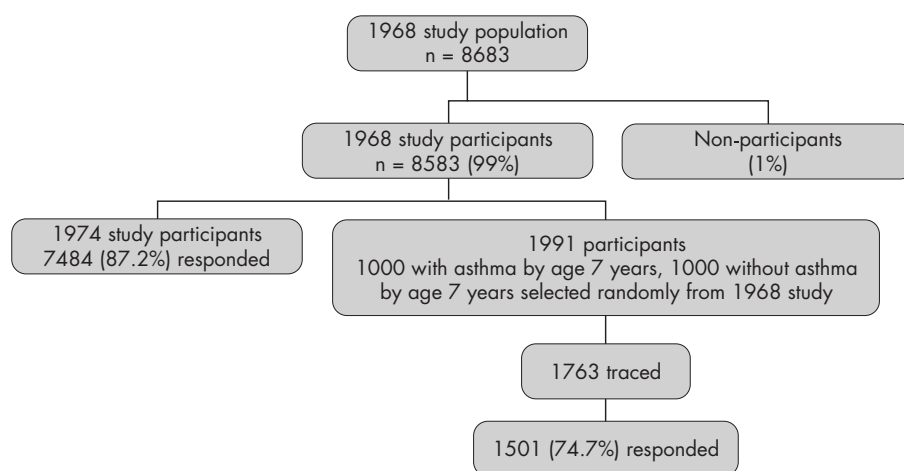 1968 study population
n = 8683
1968 study participants
n = 8583 (99%)
Non-participants
(1%)
1974 study participants
7484 (87.2%) responded
1991 participants
1000 with asthma by age 7 years, 1000 without asthma
by age 7 years selected randomly from 1968 study
1763 traced
1501 (74.7%) responded